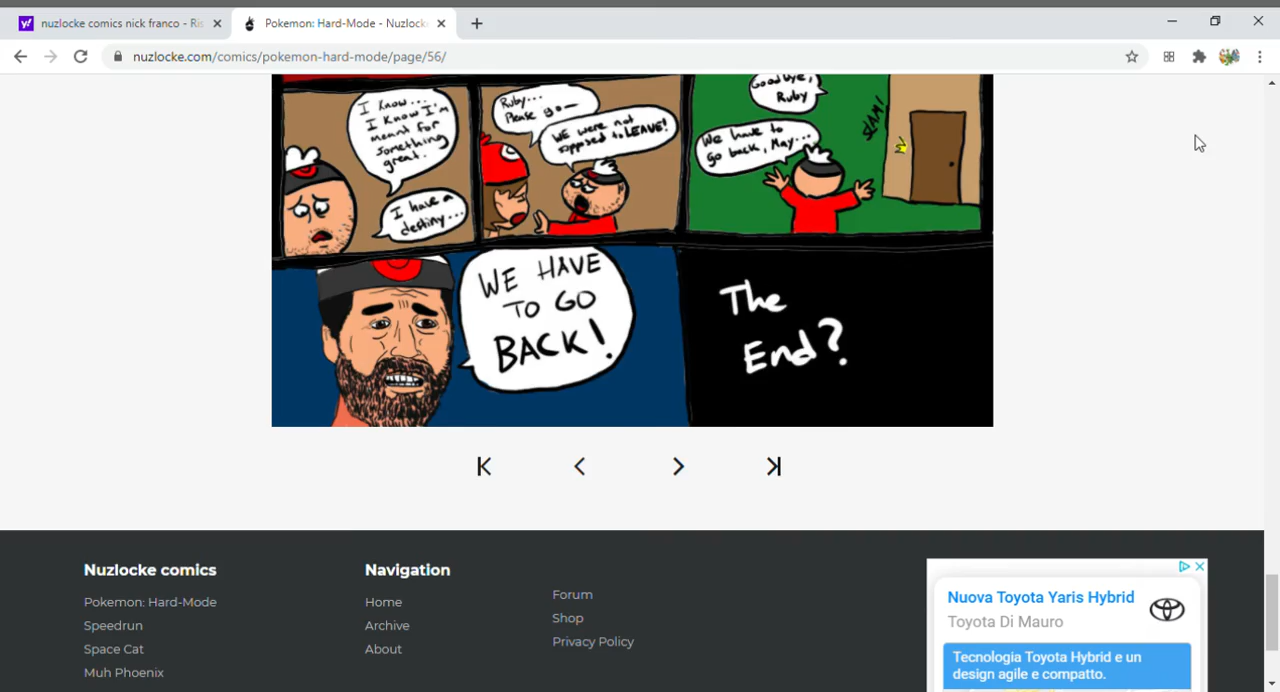 nuzlocke comics nick franco - Ris
Pokemon: Hard-Mode - Nuzlocke
nuzlocke.com/comics/pokemon-hard-mode/page/56/
I know...
I know I'm
meant for
something
great.
I have a
destiny...
Ruby...
Please go—
WE were not
supposed to LEAVE!
Goodbye,
Ruby
We have to
go back, May...
SLAM!
WE HAVE
TO GO
BACK!
The
End?
Nuzlocke comics
Pokemon: Hard-Mode
Speedrun
Space Cat
Muh Phoenix
Navigation
Home
Archive
About
Forum
Shop
Privacy Policy
Nuova Toyota Yaris Hybrid
Toyota Di Mauro
Tecnologia Toyota Hybrid e un
design agile e compatto.